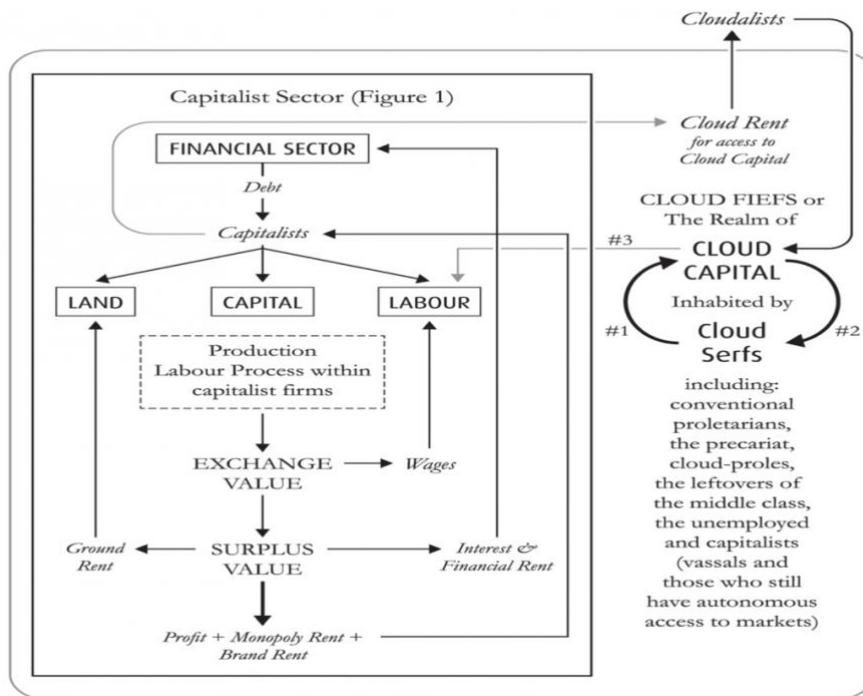 Cloudalists
Capitalist Sector (Figure 1)
Cloud Rent
for access to
Cloud Capital
FINANCIAL SECTOR
Debt
Capitalists
CLOUD FIEFS or
The Realm of
#3
CLOUD
CAPITAL
LAND
CAPITAL
LABOUR
Inhabited by
#1
#2
Cloud
Serfs
Production
Labour Process within
capitalist firms
including:
conventional
proletarians,
the precariat,
cloud-proles,
the leftovers of
the middle class,
the unemployed
and capitalists
(vassals and
those who still
have autonomous
access to markets)
EXCHANGE
VALUE
Wages
Ground
Rent
SURPLUS
VALUE
Interest &
Financial Rent
Profit + Monopoly Rent +
Brand Rent